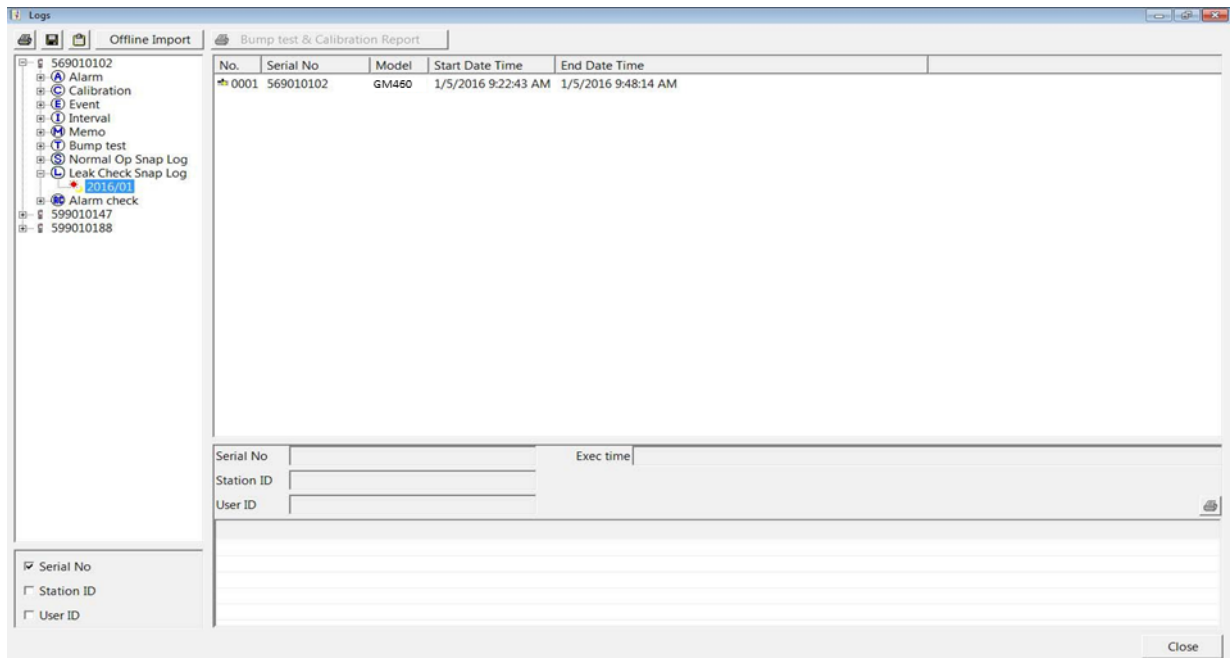 Logs
Offline Import Bump test & Calibration Report
569010102
A Alarm
C Calibration
E Event
I Interval
M Memo
T Bump test
S Normal Op Snap Log
L Leak Check Snap Log
2016/01
AC Alarm check
599010147
599010188
No. Serial No Model Start Date Time End Date Time
0001 569010102 GM460 1/5/2016 9:22:43 AM 1/5/2016 9:48:14 AM
Serial No Exec time
Station ID
User ID
Serial No
Station ID
User ID
Close